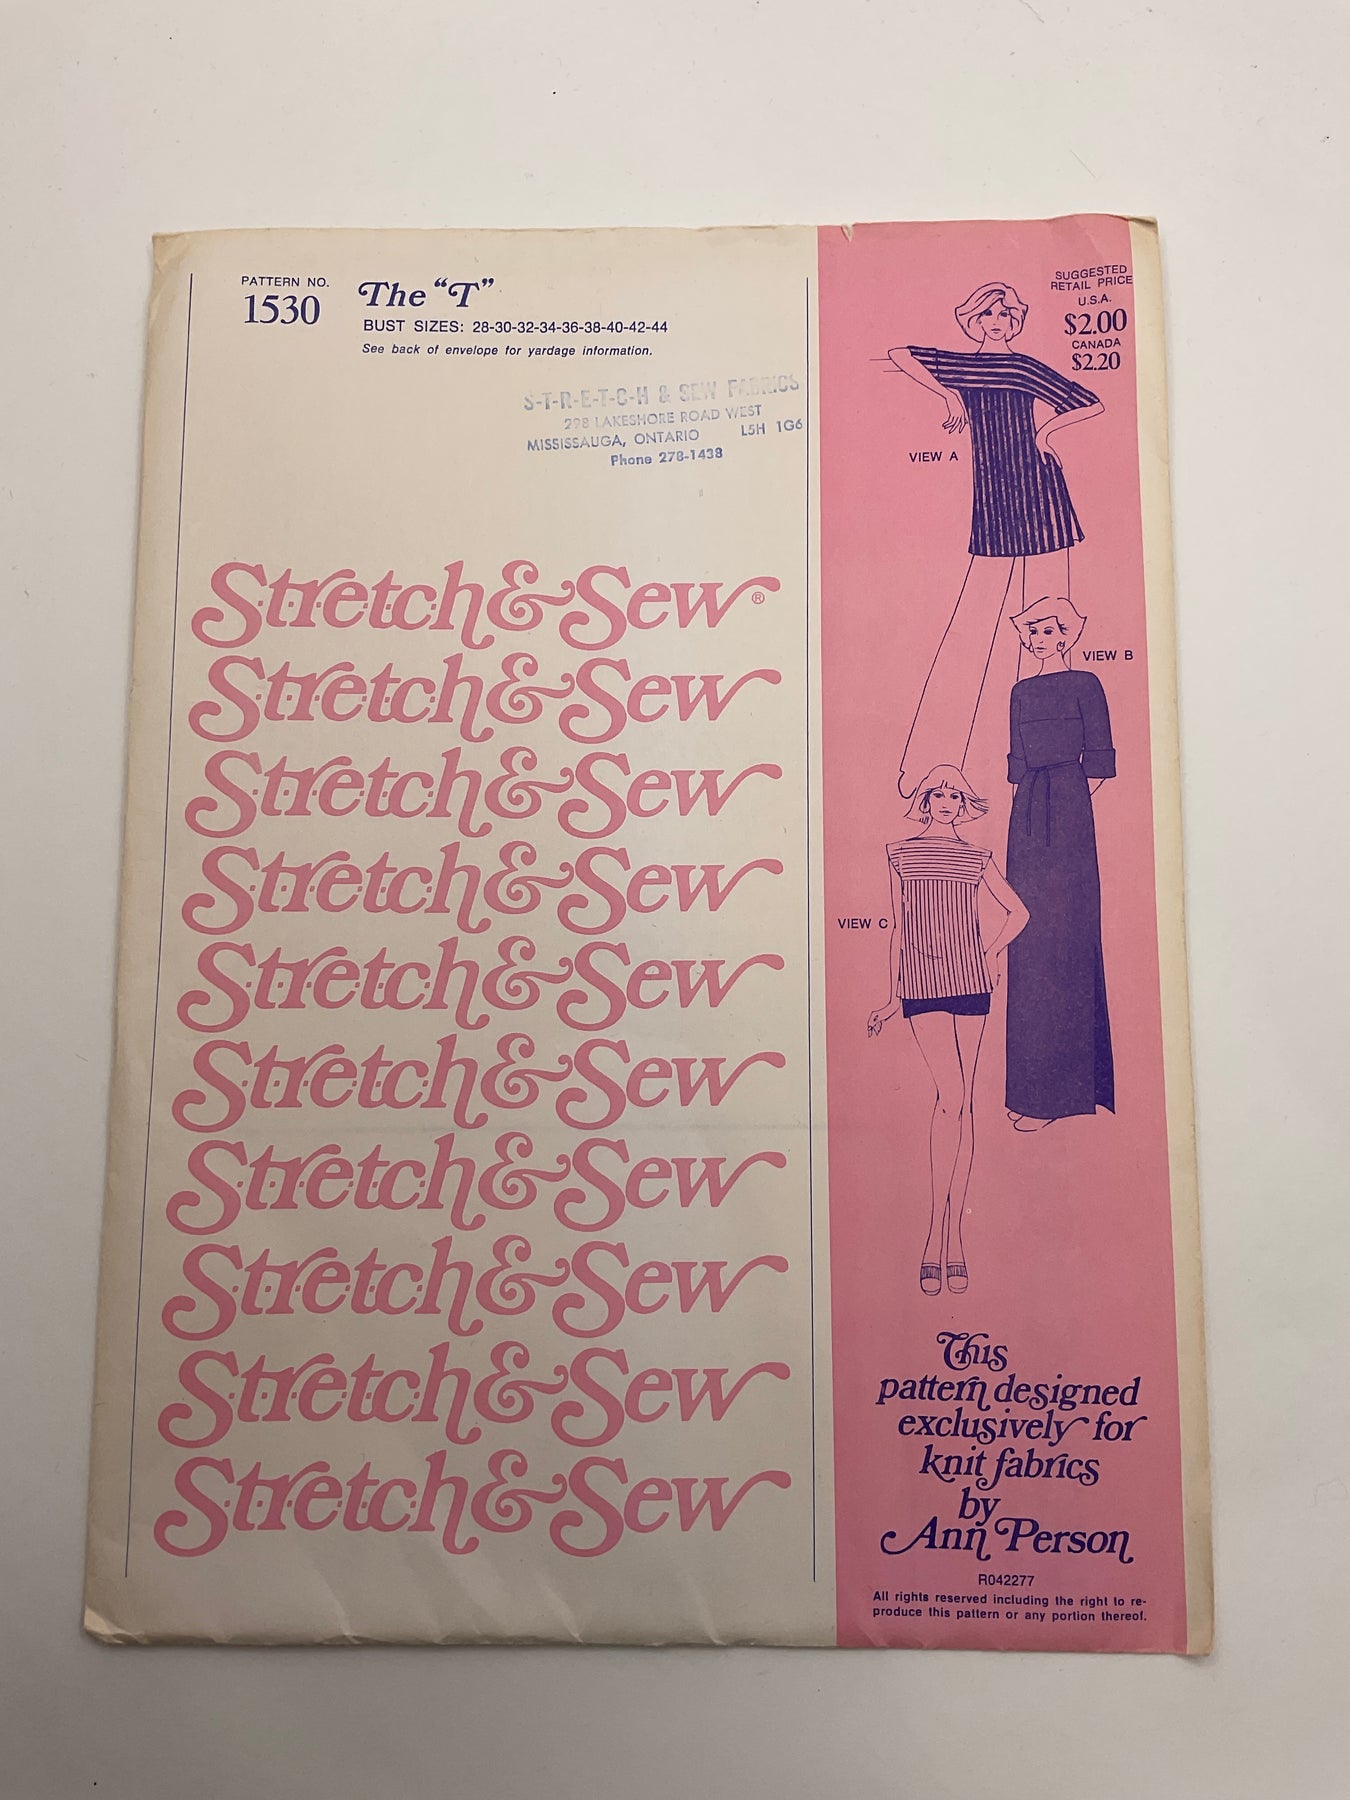 PATTERN NO.
1530
The “T”
BUST SIZES: 28-30-32-34-36-38-40-42-44
See back of envelope for yardage information.
S-T-R-E-T-C-H & SEW FABRICS
298 LAKESHORE ROAD WEST
MISSISSAUGA, ONTARIO L5H 1G6
Phone 278-1438
Stretch & Sew®
Stretch & Sew
Stretch & Sew
Stretch & Sew
Stretch & Sew
Stretch & Sew
Stretch & Sew
Stretch & Sew
Stretch & Sew
Stretch & Sew
SUGGESTED
RETAIL PRICE
U.S.A.
$2.00
CANADA
$2.20
VIEW A
VIEW B
VIEW C
This
pattern designed
exclusively for
knit fabrics
by
Ann Person
R042277
All rights reserved including the right to re-
produce this pattern or any portion thereof.